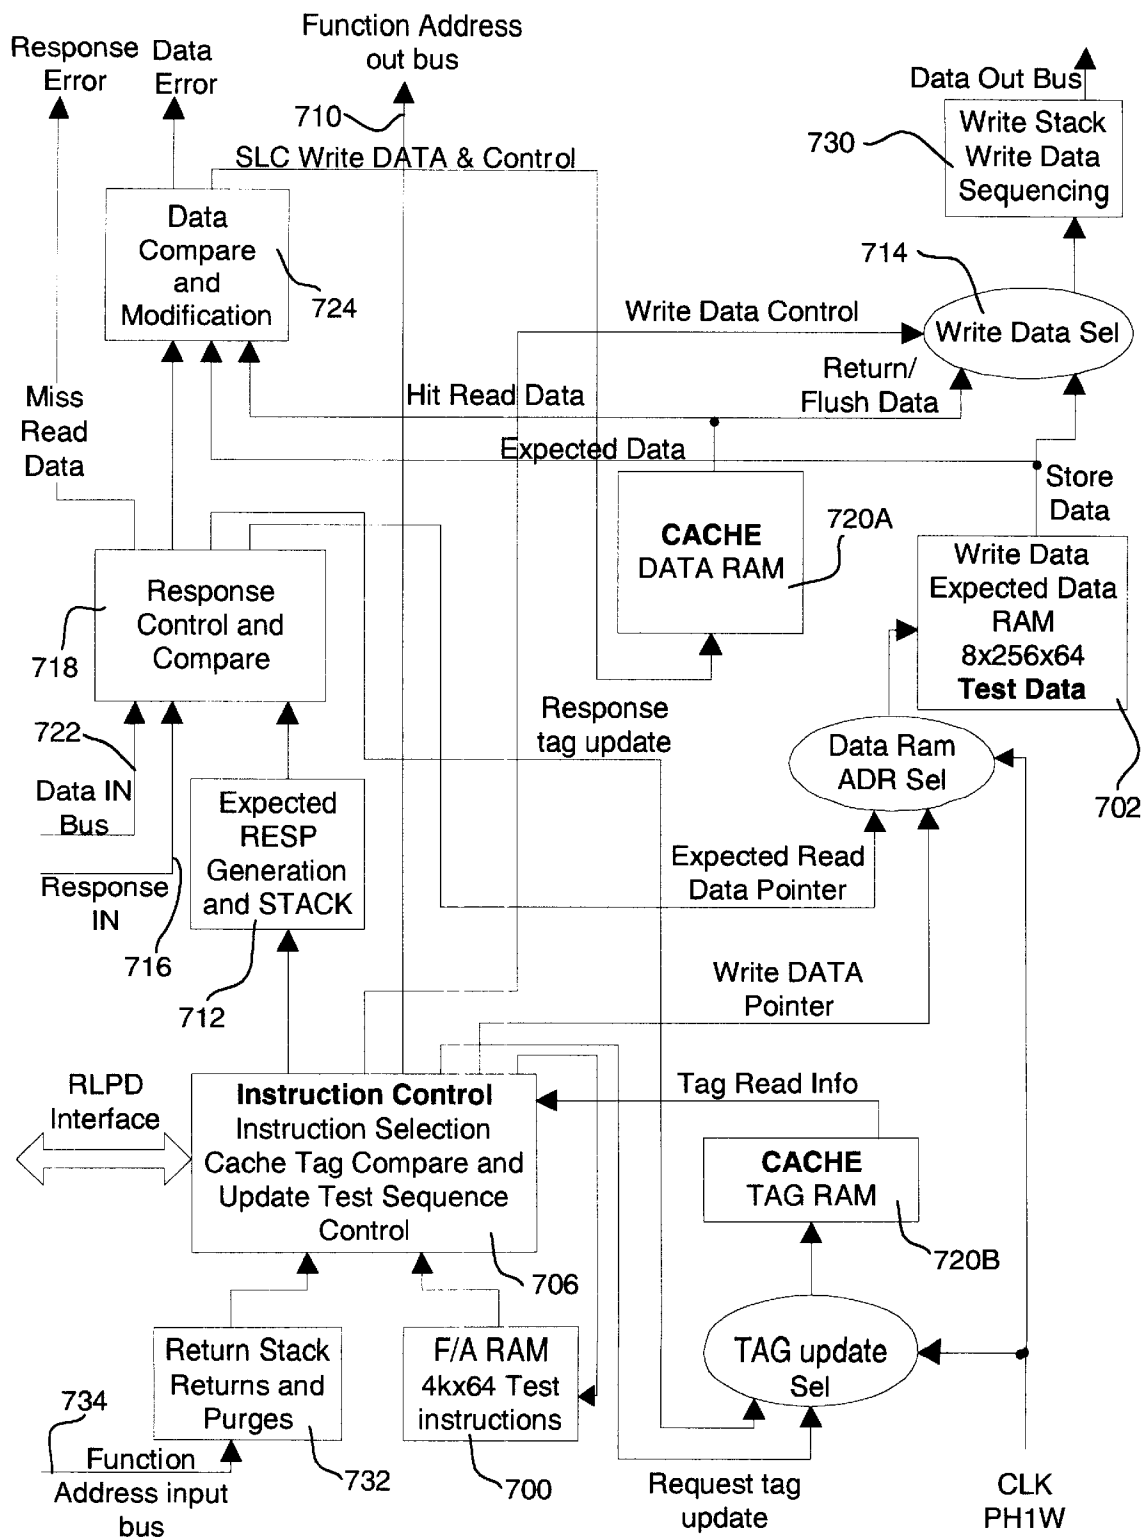 Function Address
out bus
Response
Error
Data
Error
710
Data Out Bus
730
Write Stack
Write Data
Sequencing
SLC Write DATA & Control
Data
Compare
and
Modification
724
714
Write Data Control
Write Data Sel
Return/
Flush Data
Miss
Read
Data
Hit Read Data
Expected Data
Store
Data
CACHE
DATA RAM
720A
Write Data
Expected Data
RAM
8x256x64
Test Data
702
Response
Control and
Compare
718
722
Data IN
Bus
Response
IN
716
Expected
RESP
Generation
and STACK
712
Response
tag update
Data Ram
ADR Sel
Expected Read
Data Pointer
Write DATA
Pointer
RLPD
Interface
Instruction Control
Instruction Selection
Cache Tag Compare and
Update Test Sequence
Control
706
Tag Read Info
CACHE
TAG RAM
720B
TAG update
Sel
Return Stack
Returns and
Purges
732
F/A RAM
4kx64 Test
instructions
700
734
Function
Address input
bus
Request tag
update
CLK
PH1W